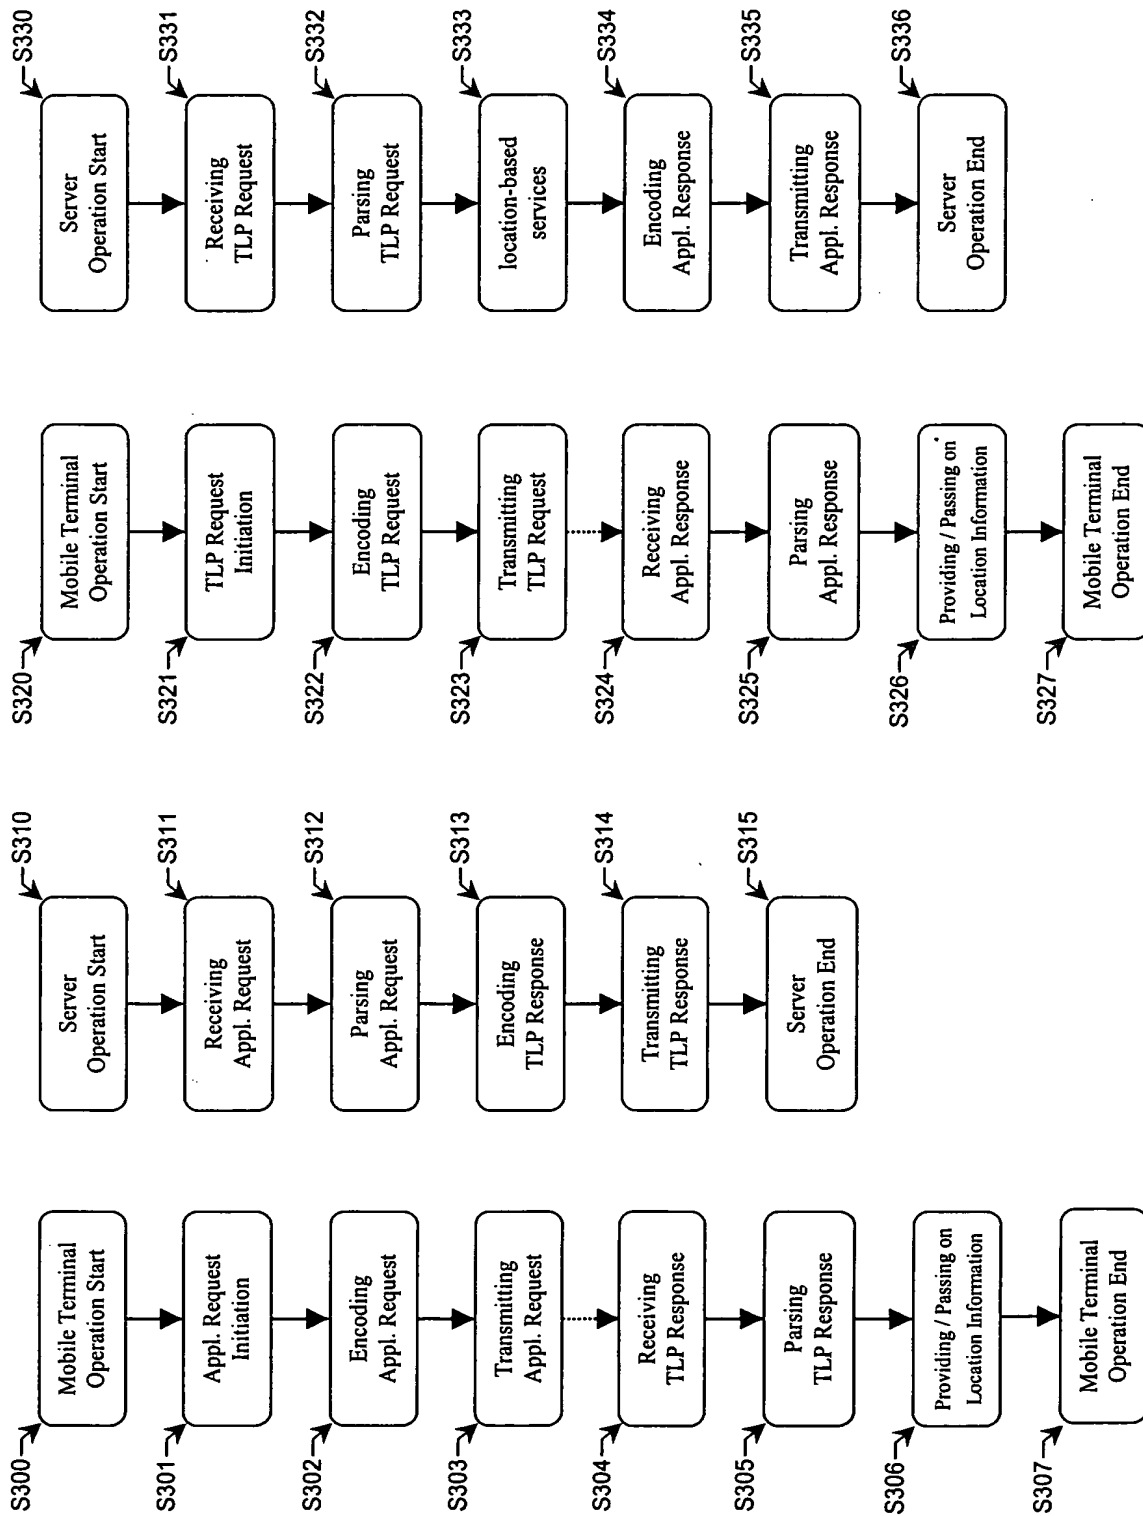 S300
Mobile Terminal
Operation Start
S301
Appl. Request
Initiation
S302
Encoding
Appl. Request
S303
Transmitting
Appl. Request
S304
Receiving
TLP Response
S305
Parsing
TLP Response
S306
Providing / Passing on
Location Information
S307
Mobile Terminal
Operation End
S310
Server
Operation Start
S311
Receiving
Appl. Request
S312
Parsing
Appl. Request
S313
Encoding
TLP Response
S314
Transmitting
TLP Response
S315
Server
Operation End
S320
Mobile Terminal
Operation Start
S321
TLP Request
Initiation
S322
Encoding
TLP Request
S323
Transmitting
TLP Request
S324
Receiving
Appl. Response
S325
Parsing
Appl. Response
S326
Providing / Passing on
Location Information
S327
Mobile Terminal
Operation End
S330
Server
Operation Start
S331
Receiving
TLP Request
S332
Parsing
TLP Request
S333
location-based
services
S334
Encoding
Appl. Response
S335
Transmitting
Appl. Response
S336
Server
Operation End